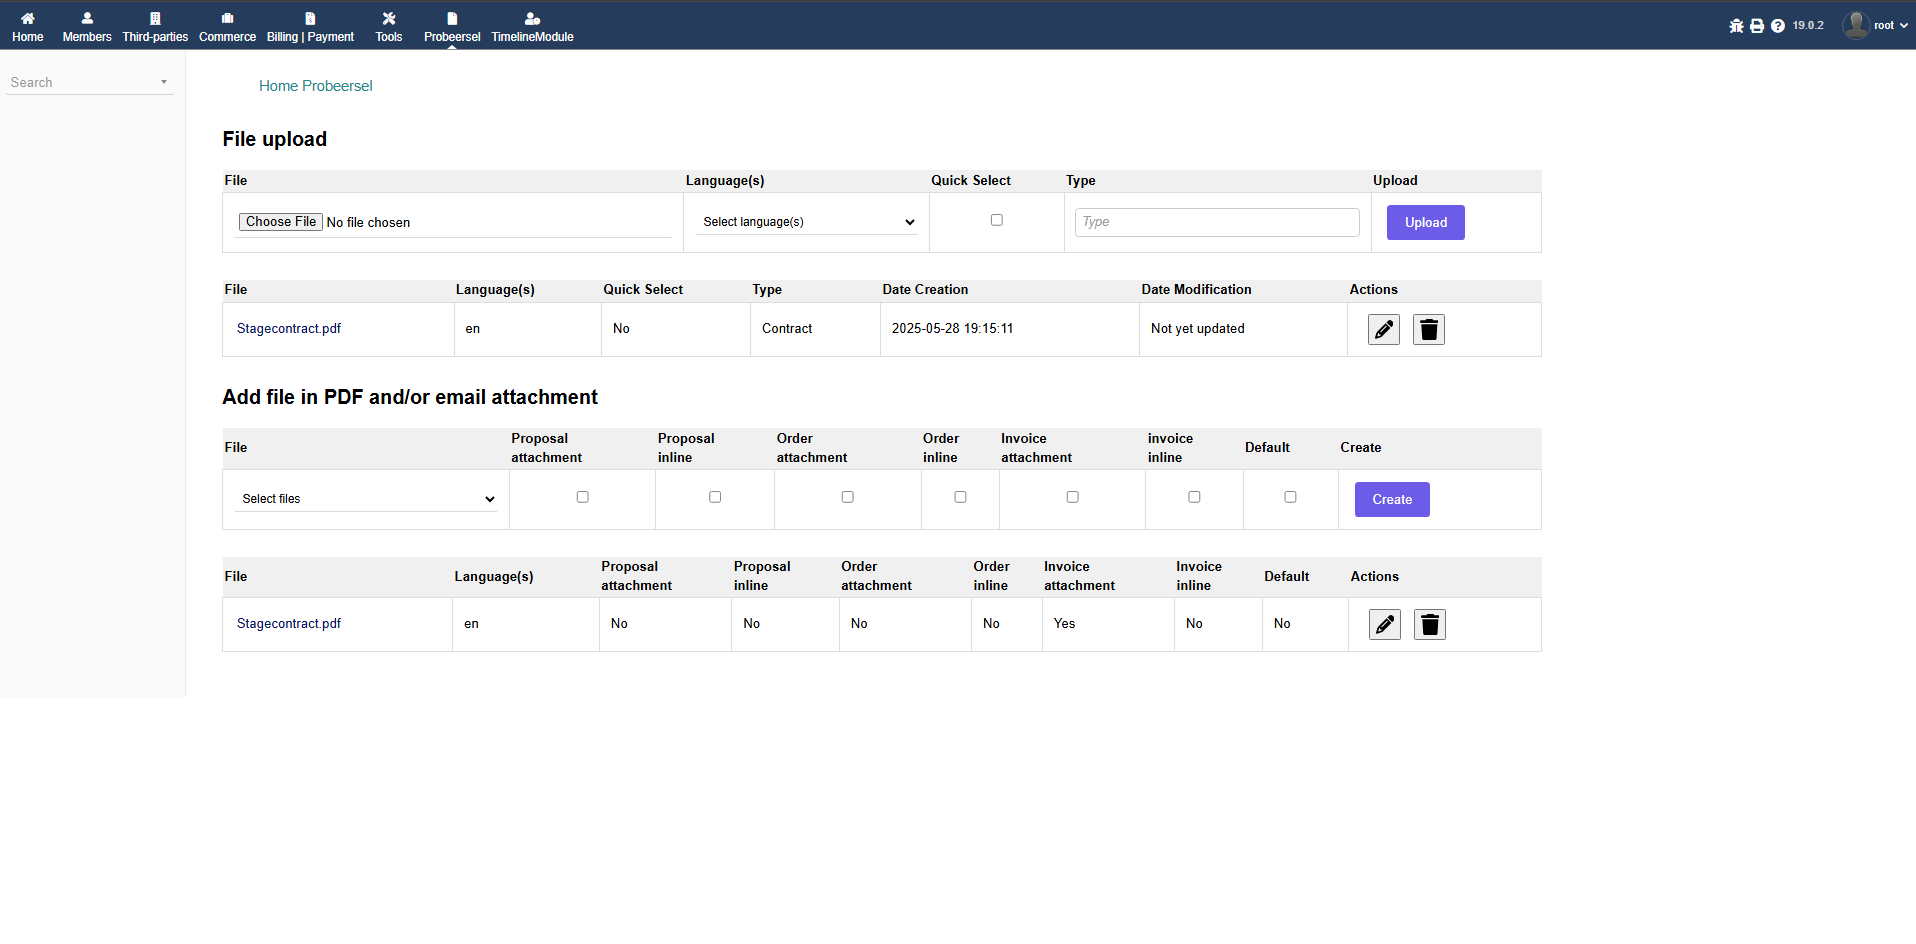 Home Members Third-parties Commerce Billing | Payment Tools Probeersel TimelineModule 19.0.2 root
Search
Home Probeersel
File upload
File Language(s) Quick Select Type Upload
Choose File No file chosen Select language(s) Type Upload
File Language(s) Quick Select Type Date Creation Date Modification Actions
Stagecontract.pdf en No Contract 2025-05-28 19:15:11 Not yet updated
Add file in PDF and/or email attachment
File Proposal attachment Proposal inline Order attachment Order inline Invoice attachment invoice inline Default Create
Select files Create
File Language(s) Proposal attachment Proposal inline Order attachment Order inline Invoice attachment Invoice inline Default Actions
Stagecontract.pdf en No No No No Yes No No